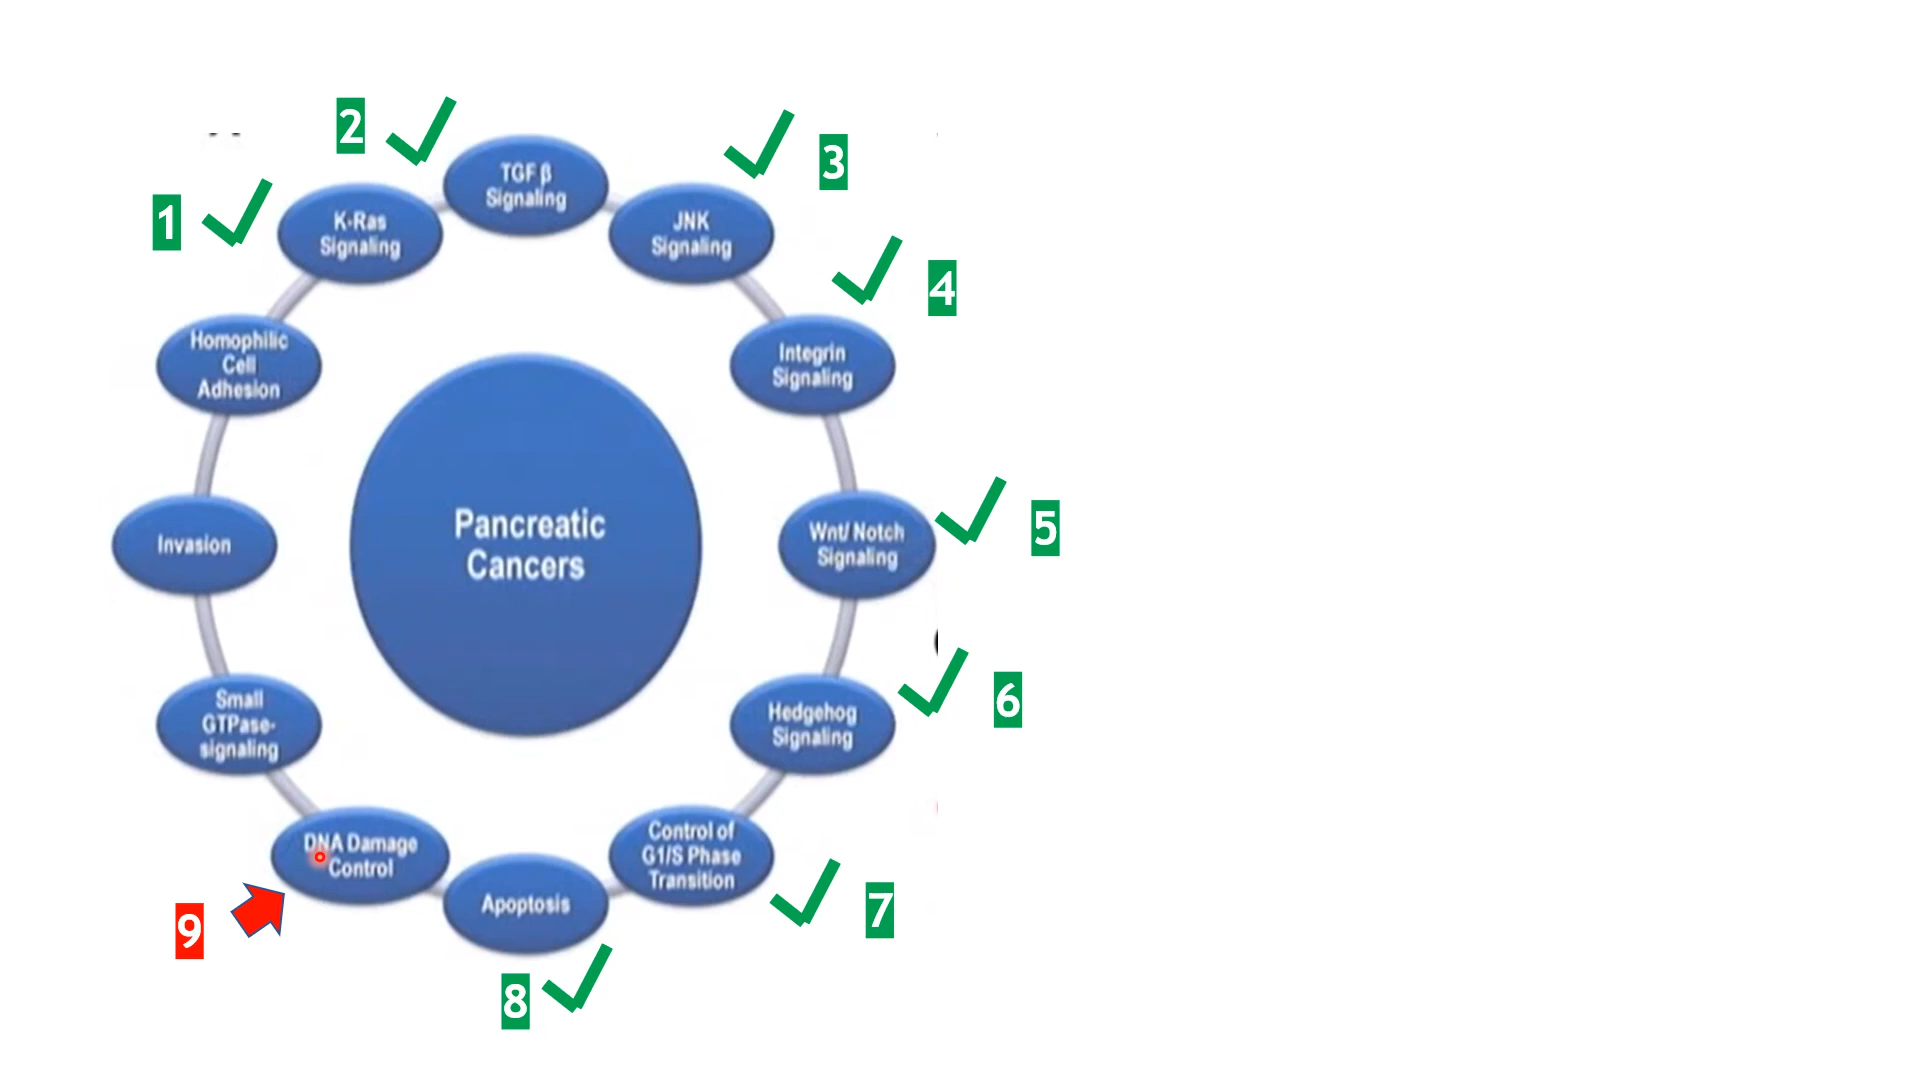 2
3
1
4
TGF β
Signaling
K-Ras
Signaling
JNK
Signaling
Homophilic
Cell
Adhesion
Integrin
Signaling
Pancreatic
Cancers
Invasion
Wnt/ Notch
Signaling
5
6
Small
GTPase-
signaling
Hedgehog
Signaling
DNA Damage
Control
Control of
G1/S Phase
Transition
Apoptosis
7
9
8